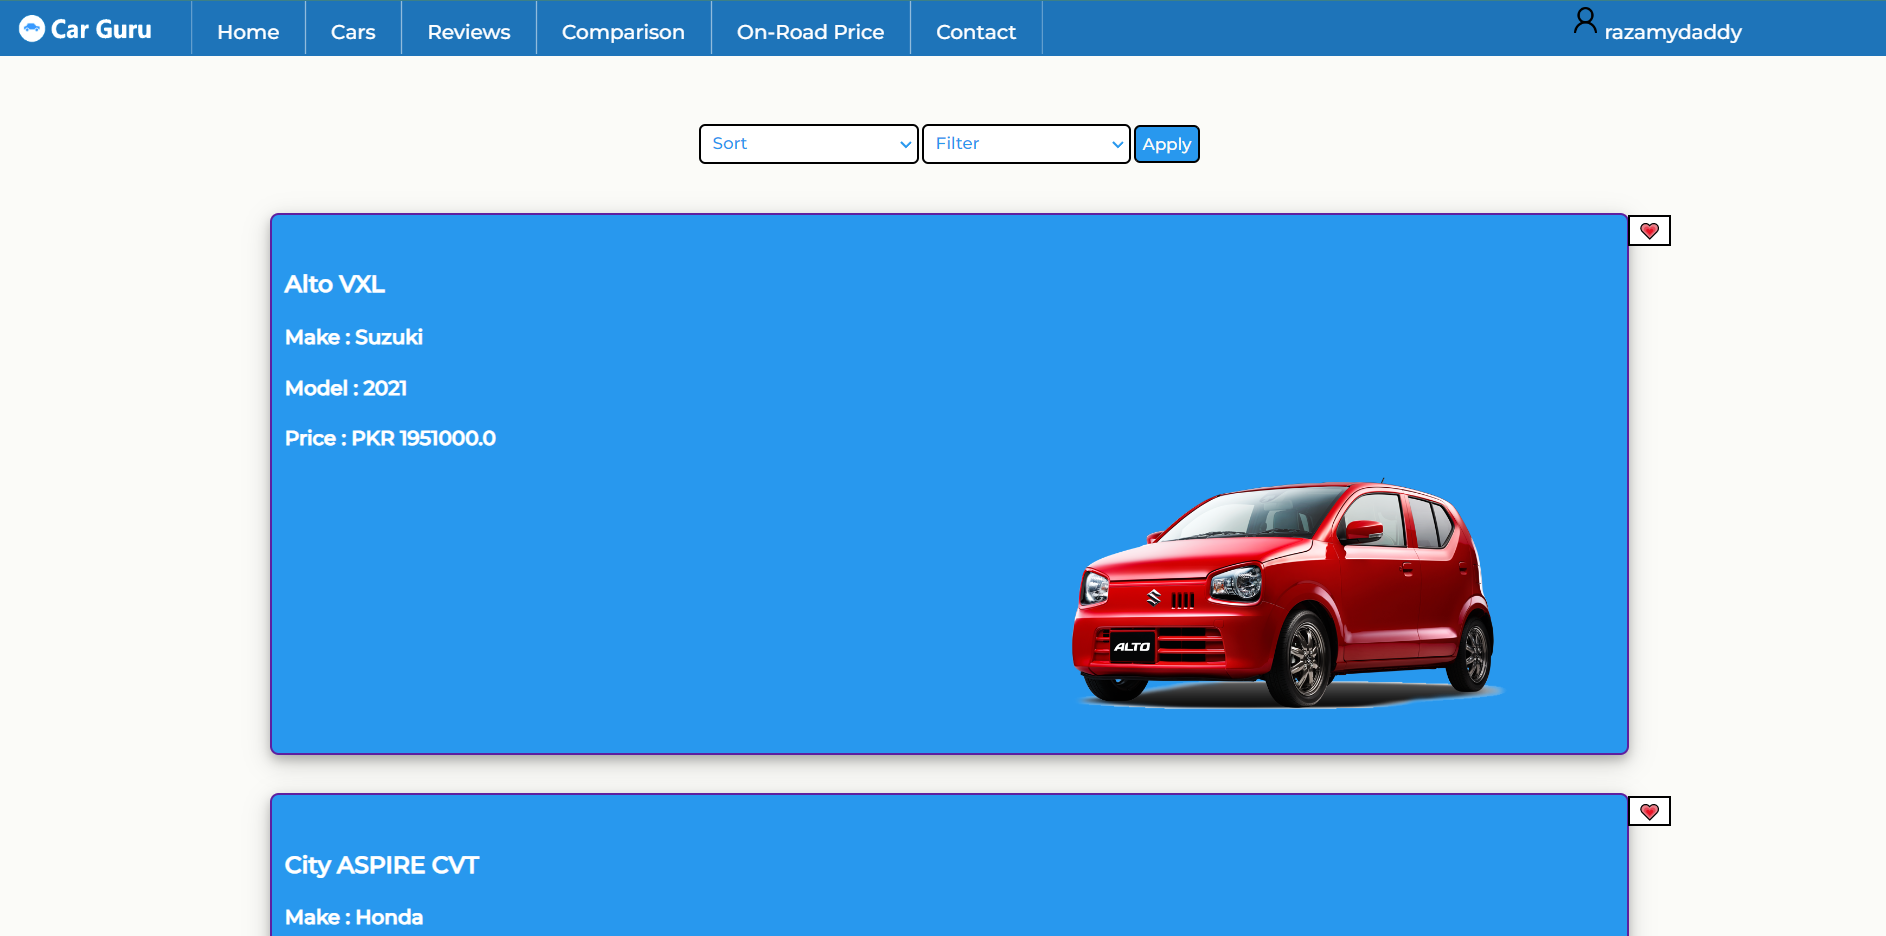 Car Guru Home Cars Reviews Comparison On-Road Price Contact razamydaddy
Sort Filter Apply
Alto VXL
Make : Suzuki
Model : 2021
Price : PKR 1951000.0
ALTO
City ASPIRE CVT
Make : Honda